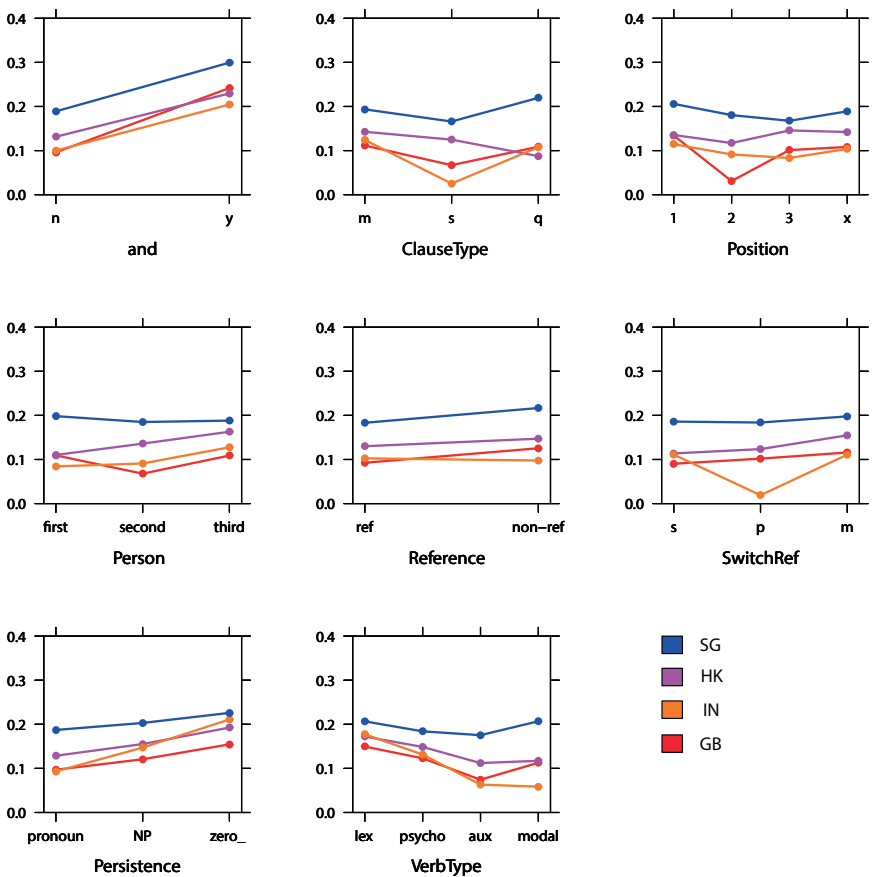 0.4 0.4 0.4
0.3 0.3 0.3
0.2 0.2 0.2
0.1 0.1 0.1
0.0 0.0 0.0
n y m s q 1 2 3 x
and ClauseType Position
0.4 0.4 0.4
0.3 0.3 0.3
0.2 0.2 0.2
0.1 0.1 0.1
0.0 0.0 0.0
first second third ref non-ref s p m
Person Reference SwitchRef
0.4 0.4
0.3 0.3
0.2 0.2
0.1 0.1
0.0 0.0
pronoun NP zero_ lex psycho aux modal
Persistence VerbType
SG
HK
IN
GB